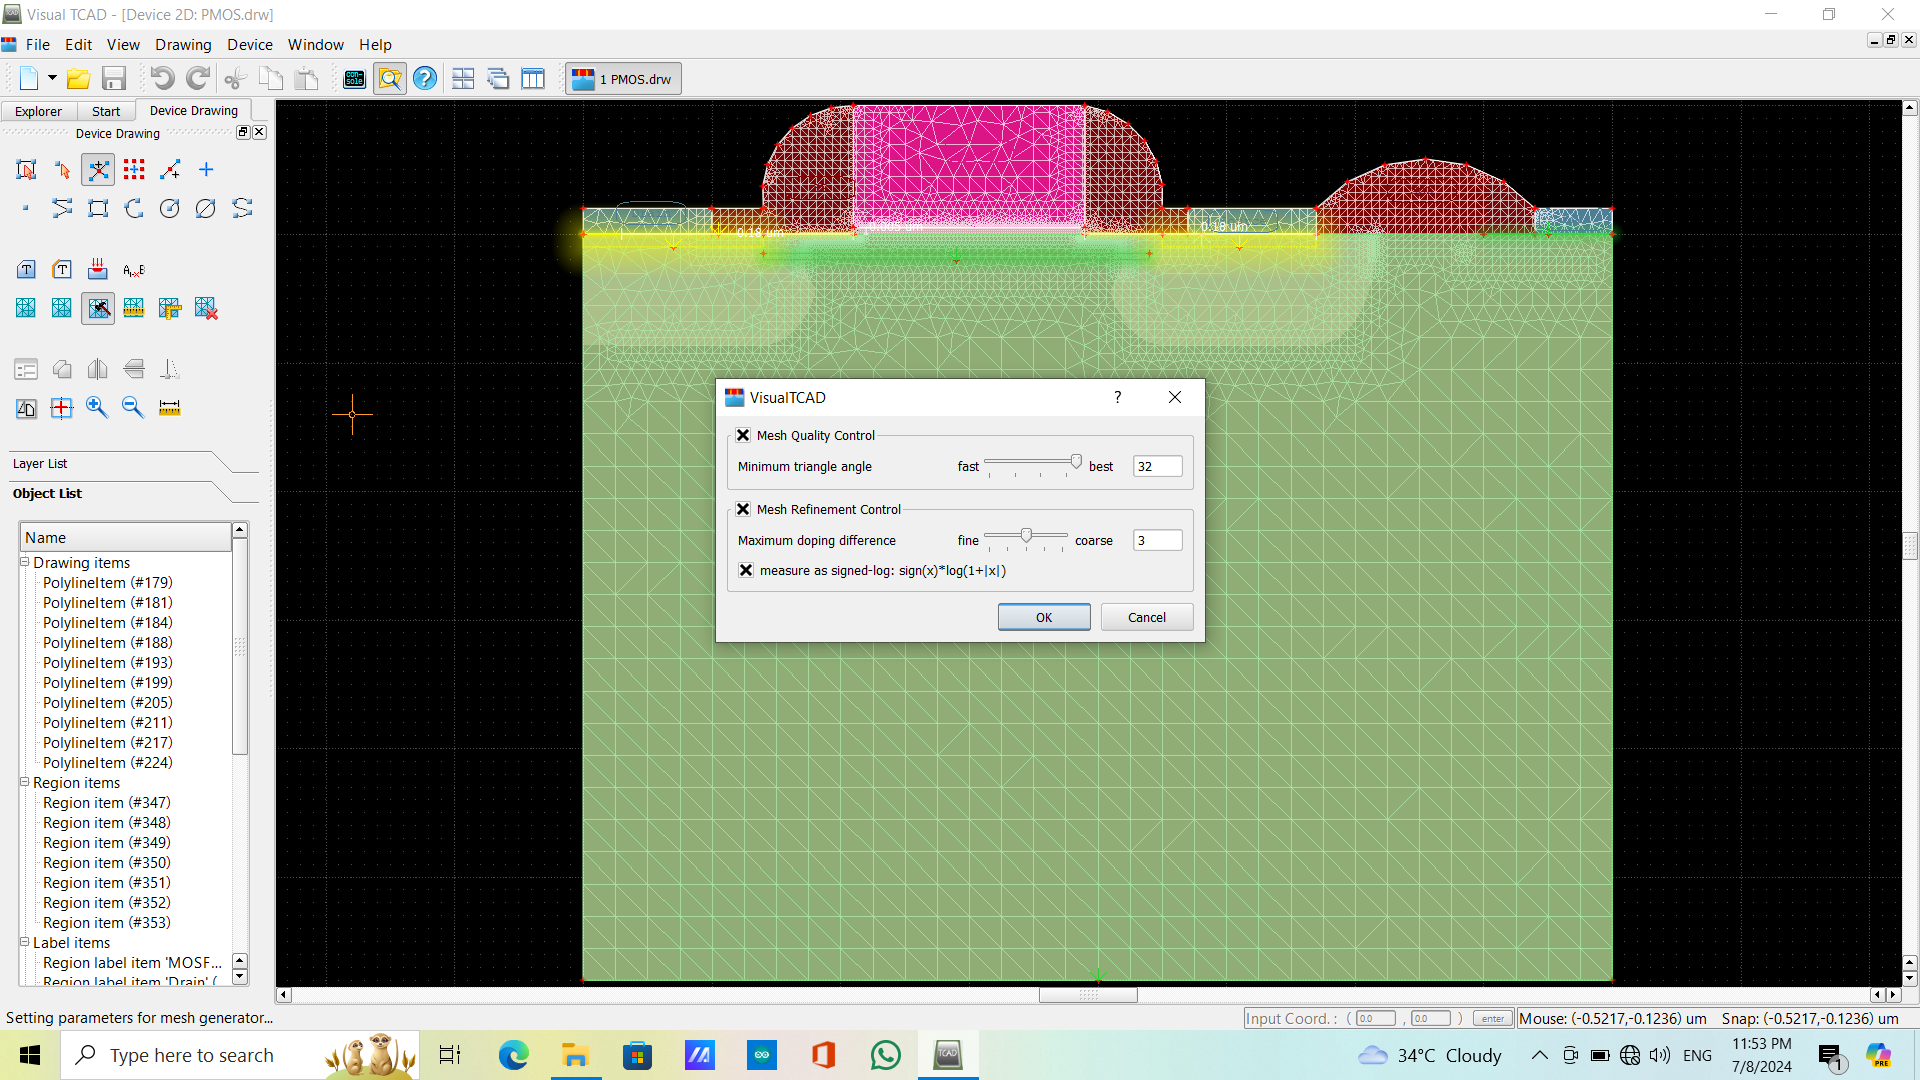 Visual TCAD - [Device 2D: PMOS.drw]
File Edit View Drawing Device Window Help
1 PMOS.drw
Explorer Start Device Drawing
Device Drawing
0.18 um
0.005 um
0.18 um
Layer List
Object List
Name
Drawing items
PolylineItem (#179)
PolylineItem (#181)
PolylineItem (#184)
PolylineItem (#188)
PolylineItem (#193)
PolylineItem (#199)
PolylineItem (#205)
PolylineItem (#211)
PolylineItem (#217)
PolylineItem (#224)
Region items
Region item (#347)
Region item (#348)
Region item (#349)
Region item (#350)
Region item (#351)
Region item (#352)
Region item (#353)
Label items
Region label item 'MOSF...
Region label item 'Drain' (
VisualTCAD ?
Mesh Quality Control
Minimum triangle angle fast best 32
Mesh Refinement Control
Maximum doping difference fine coarse 3
measure as signed-log: sign(x)*log(1+|x|)
OK Cancel
Setting parameters for mesh generator...
Input Coord. : ( 0.0 , 0.0 ) enter
Mouse: (-0.5217,-0.1236) um Snap: (-0.5217,-0.1236) um
Type here to search
34°C Cloudy
ENG
11:53 PM
7/8/2024
1
PRE
TCAD